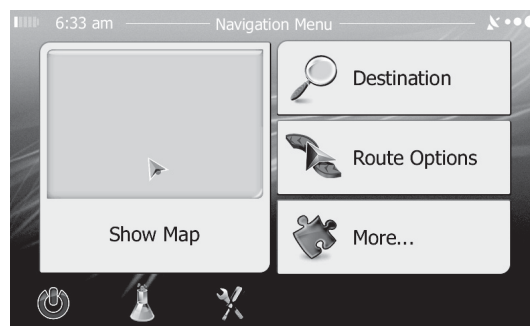 6:33 am Navigation Menu
Destination
Route Options
Show Map
More...